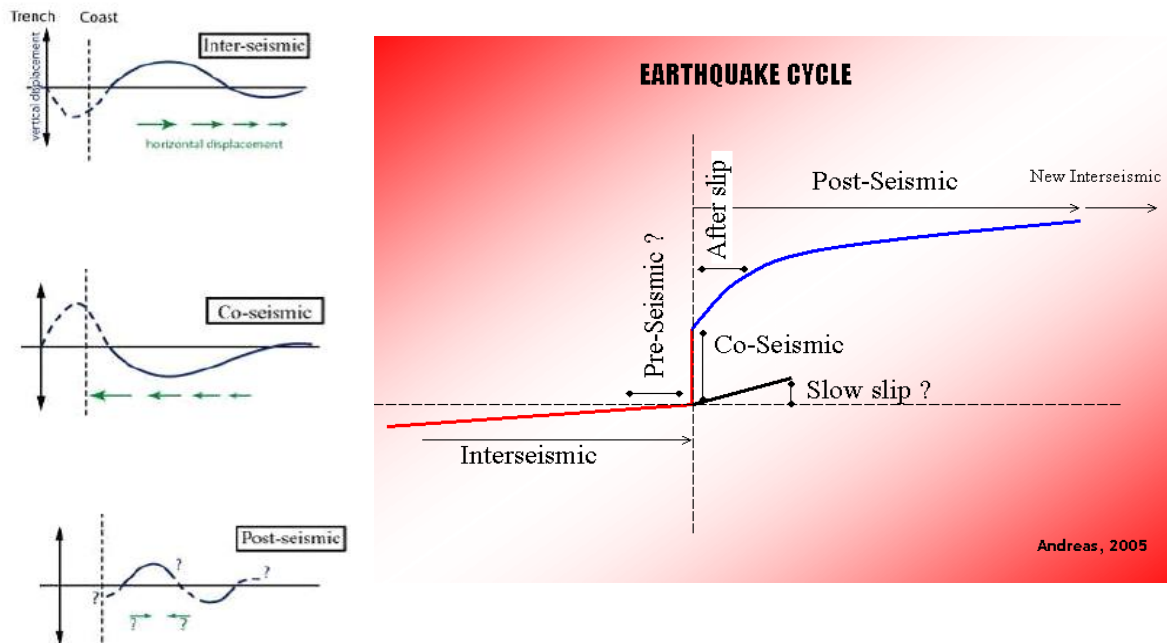 Trench Coast
Inter-seismic
vertical displacement
horizontal displacement
Co-seismic
Post-seismic
?
?
?
?
?
EARTHQUAKE CYCLE
Pre-Seismic ?
After slip
Post-Seismic
New Interseismic
Co-Seismic
Slow slip ?
Interseismic
Andreas, 2005